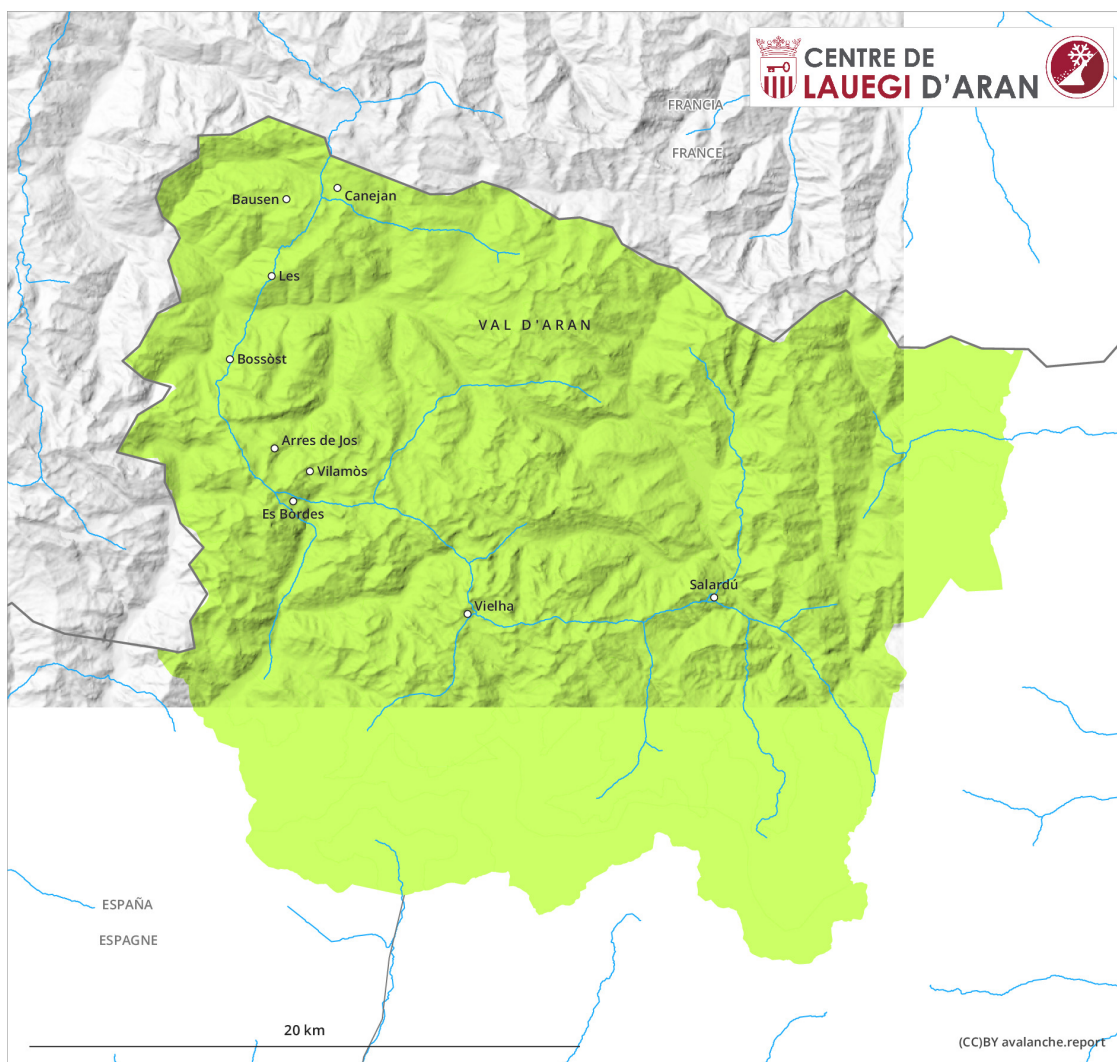 CENTRE DE
LAUEGI D'ARAN
FRANCIA
FRANCE
Bausen
Canejan
Les
VAL D'ARAN
Bossòst
Arres de Jos
Vilamòs
Es Bòrdes
Salardú
Vielha
ESPAÑA
ESPAGNE
20 km
(CC)BY avalanche.report